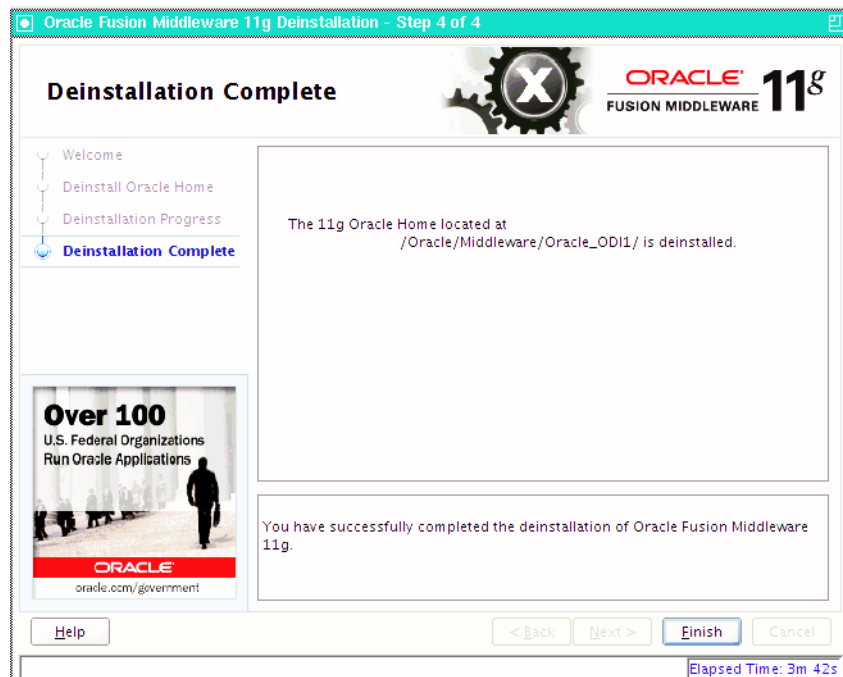 Oracle Fusion Middleware 11g Deinstallation - Step 4 of 4
Deinstallation Complete
ORACLE
FUSION MIDDLEWARE
11g
Welcome
Deinstall Oracle Home
Deinstallation Progress
Deinstallation Complete
The 11g Oracle Home located at
/Oracle/Middleware/Oracle_ODI1/ is deinstalled.
Over 100
U.S. Federal Organizations
Run Oracle Applications
ORACLE
oracle.com/government
You have successfully completed the deinstallation of Oracle Fusion Middleware
11g.
Help
< Back
Next >
Finish
Cancel
Elapsed Time: 3m 42s